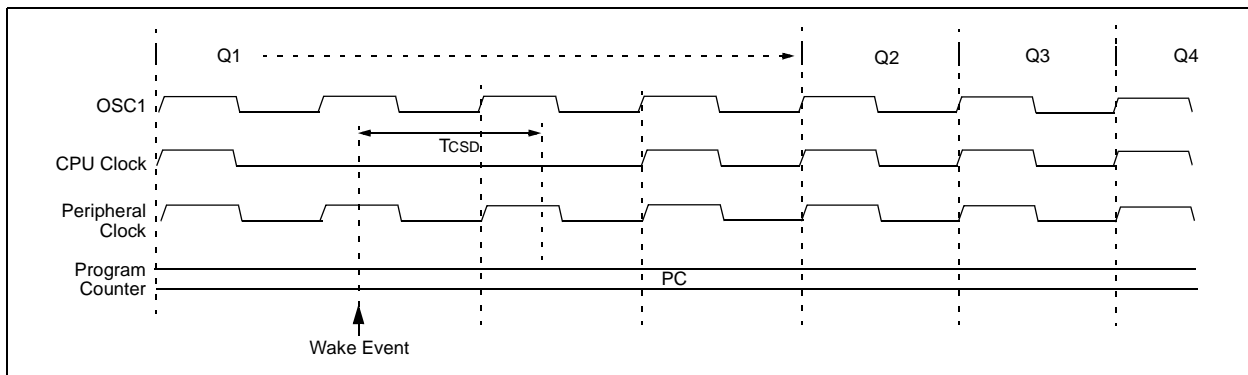 Q1
Q2
Q3
Q4
OSC1
TCSD
CPU Clock
Peripheral
Clock
Program
Counter
PC
Wake Event